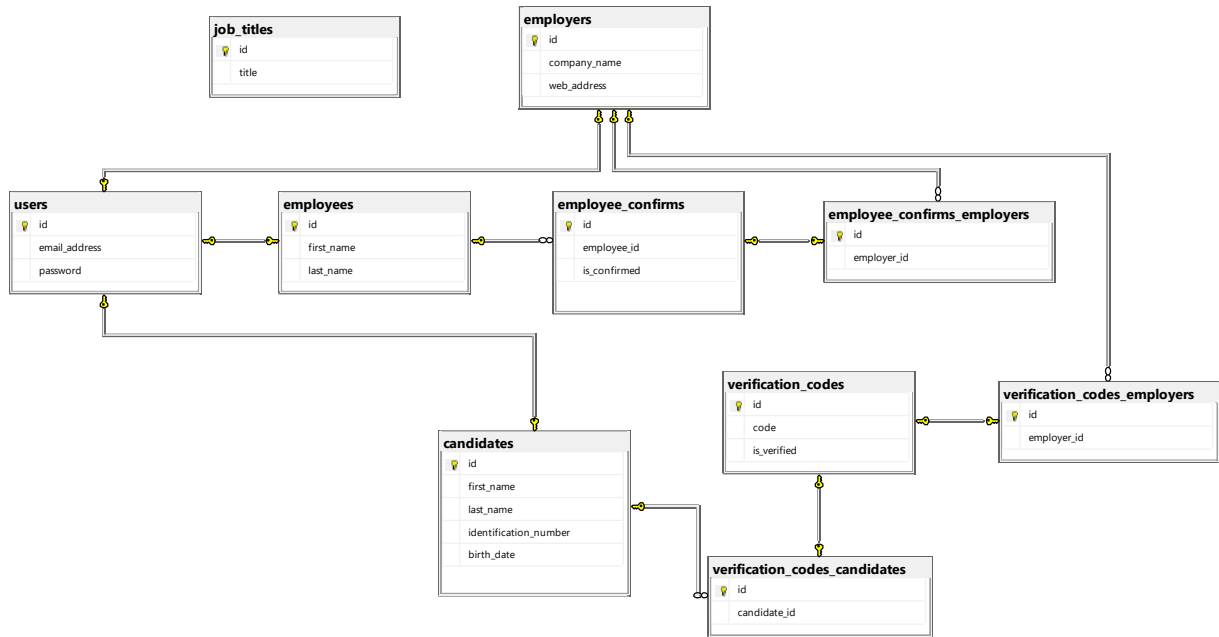 job_titles
id
title
employers
id
company_name
web_address
users
id
email_address
password
employees
id
first_name
last_name
employee_confirms
id
employee_id
is_confirmed
employee_confirms_employers
id
employer_id
verification_codes
id
code
is_verified
verification_codes_employers
id
employer_id
candidates
id
first_name
last_name
identification_number
birth_date
verification_codes_candidates
id
candidate_id